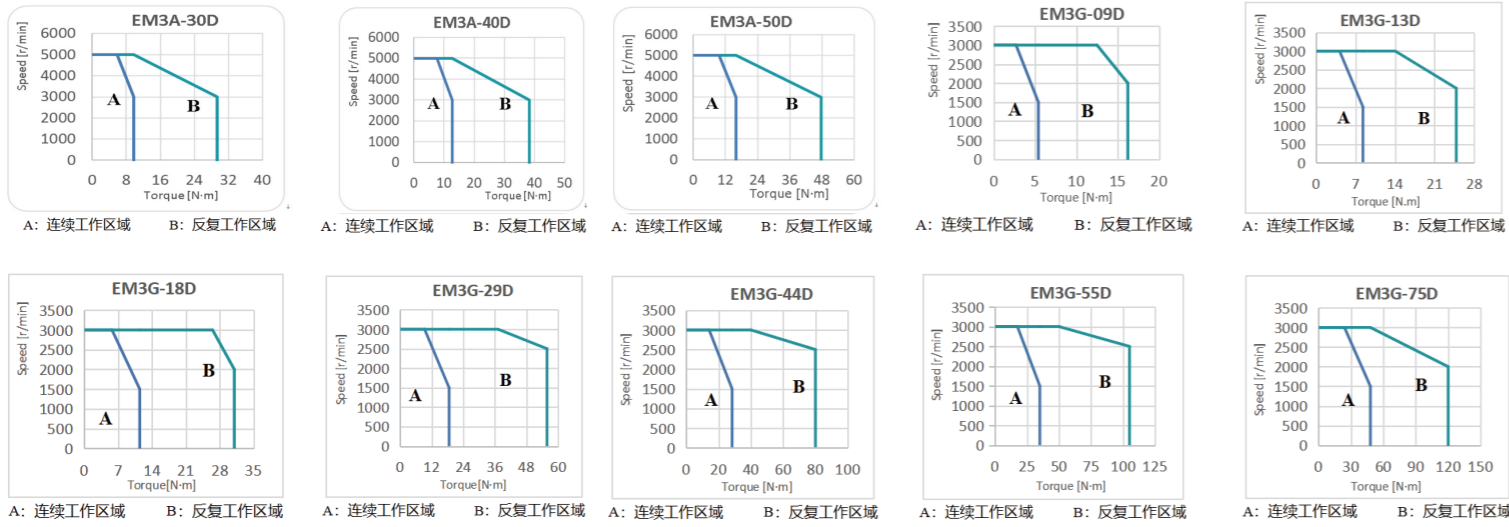 EM3A-30D
Speed [r/min]
6000
5000
4000
3000
2000
1000
0
A
B
0 8 16 24 32 40
Torque [N·m]
A：连续工作区域 B：反复工作区域
EM3A-40D
Speed [r/min]
6000
5000
4000
3000
2000
1000
0
A
B
0 10 20 30 40 50
Torque [N·m]
A：连续工作区域 B：反复工作区域
EM3A-50D
Speed [r/min]
6000
5000
4000
3000
2000
1000
0
A
B
0 12 24 36 48 60
Torque [N·m]
A：连续工作区域 B：反复工作区域
EM3G-09D
Speed [r/min]
3500
3000
2500
2000
1500
1000
500
0
A
B
0 5 10 15 20
Torque [N·m]
A：连续工作区域 B：反复工作区域
EM3G-13D
Speed [r/min]
3500
3000
2500
2000
1500
1000
500
0
A
B
0 7 14 21 28
Torque [N.m]
A：连续工作区域 B：反复工作区域
EM3G-18D
Speed [r/min]
3500
3000
2500
2000
1500
1000
500
0
A
B
0 7 14 21 28 35
Torque[N·m]
A：连续工作区域 B：反复工作区域
EM3G-29D
Speed [r/min]
3500
3000
2500
2000
1500
1000
500
0
A
B
0 12 24 36 48 60
Torque[N·m]
A：连续工作区域 B：反复工作区域
EM3G-44D
Speed [r/min]
3500
3000
2500
2000
1500
1000
500
0
A
B
0 20 40 60 80 100
Torque [N·m]
A：连续工作区域 B：反复工作区域
EM3G-55D
Speed [r/min]
3500
3000
2500
2000
1500
1000
500
0
A
B
0 25 50 75 100 125
Torque [N·m]
A：连续工作区域 B：反复工作区域
EM3G-75D
Speed [r/min]
3500
3000
2500
2000
1500
1000
500
0
A
B
0 30 60 90 120 150
Torque [N·m]
A：连续工作区域 B：反复工作区域